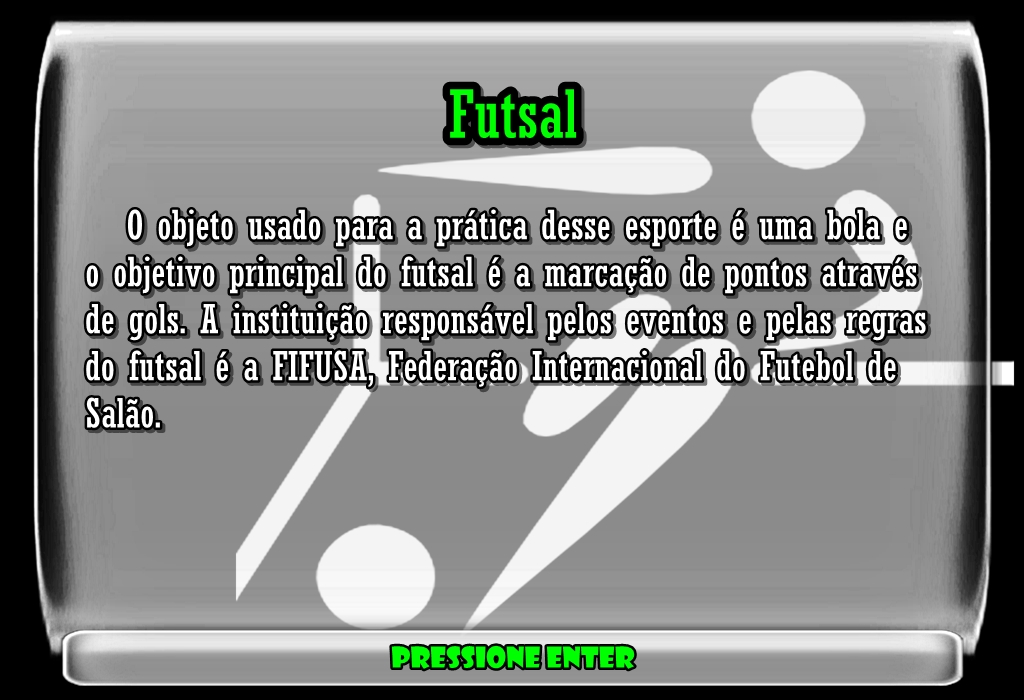 Futsal
O objeto usado para a prática desse esporte é uma bola e
o objetivo principal do futsal é a marcação de pontos através
de gols. A instituição responsável pelos eventos e pelas regras
do futsal é a FIFUSA, Federação Internacional do Futebol de
Salão.
PRESSIONE ENTER